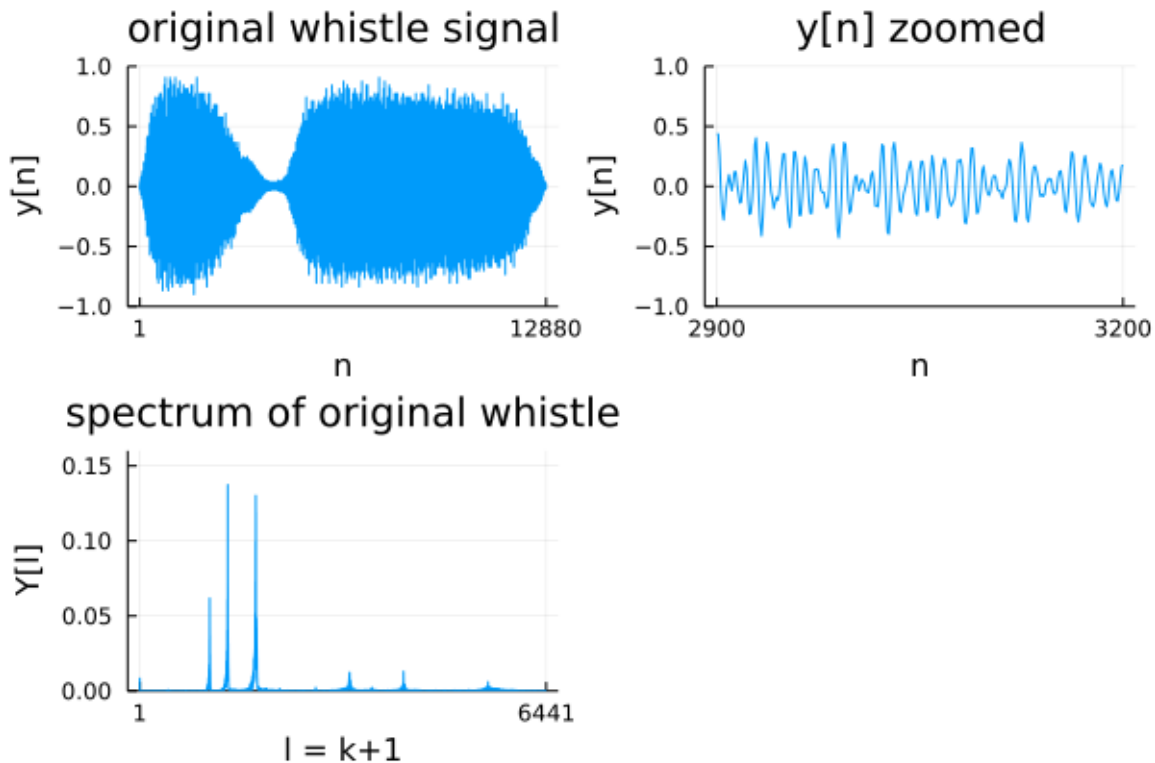 original whistle signal
1.0
0.5
0.0
−0.5
−1.0
y[n]
1
12880
n
y[n] zoomed
1.0
0.5
0.0
−0.5
−1.0
y[n]
2900
3200
n
spectrum of original whistle
0.15
0.10
0.05
0.00
Y[l]
1
6441
l = k+1